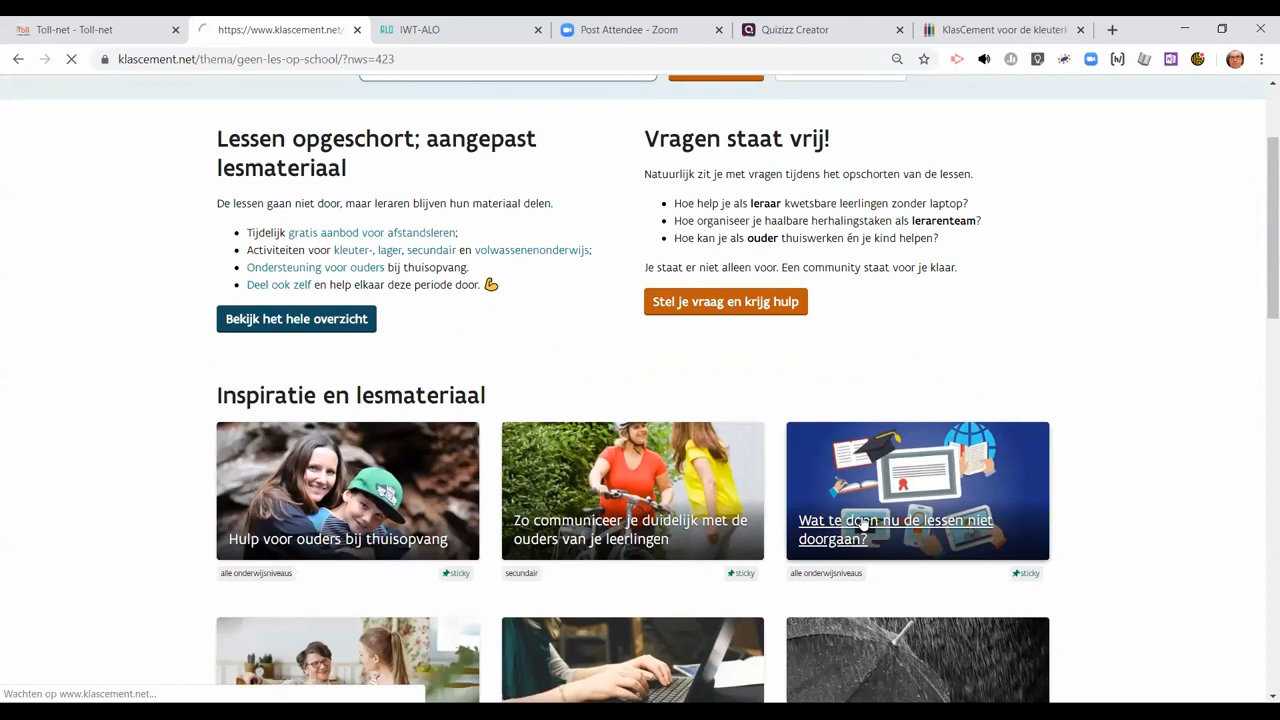 Toll-net - Toll-net
https://www.klascement.net/
IWT-ALO
Post Attendee - Zoom
Quizizz Creator
KlasCement voor de kleuterl
klascement.net/thema/geen-les-op-school/?nws=423
Lessen opgeschort; aangepast
lesmateriaal
De lessen gaan niet door, maar leraren blijven hun materiaal delen.
Tijdelijk gratis aanbod voor afstandsleren;
Activiteiten voor kleuter-, lager, secundair en volwassenenonderwijs;
Ondersteuning voor ouders bij thuisopvang.
Deel ook zelf en help elkaar deze periode door. 💪
Bekijk het hele overzicht
Vragen staat vrij!
Natuurlijk zit je met vragen tijdens het opschorten van de lessen.
Hoe help je als leraar kwetsbare leerlingen zonder laptop?
Hoe organiseer je haalbare herhalingstaken als lerarenteam?
Hoe kan je als ouder thuiswerken én je kind helpen?
Je staat er niet alleen voor. Een community staat voor je klaar.
Stel je vraag en krijg hulp
Inspiratie en lesmateriaal
Hulp voor ouders bij thuisopvang
alle onderwijsniveaus
sticky
Zo communiceer je duidelijk met de
ouders van je leerlingen
secundair
sticky
Wat te doen nu de lessen niet
doorgaan?
alle onderwijsniveaus
sticky
Wachten op www.klascement.net...